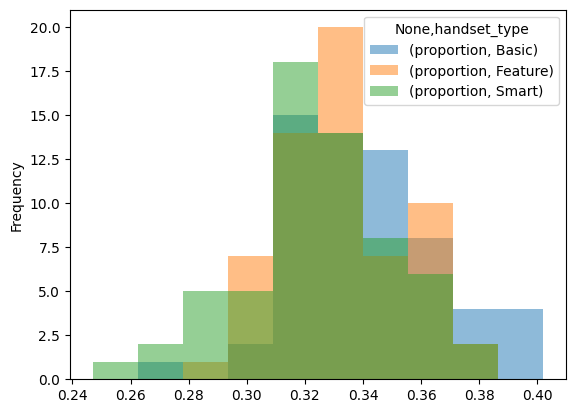 None,handset_type
(proportion, Basic)
(proportion, Feature)
(proportion, Smart)
Frequency
20.0
17.5
15.0
12.5
10.0
7.5
5.0
2.5
0.0
0.24 0.26 0.28 0.30 0.32 0.34 0.36 0.38 0.40